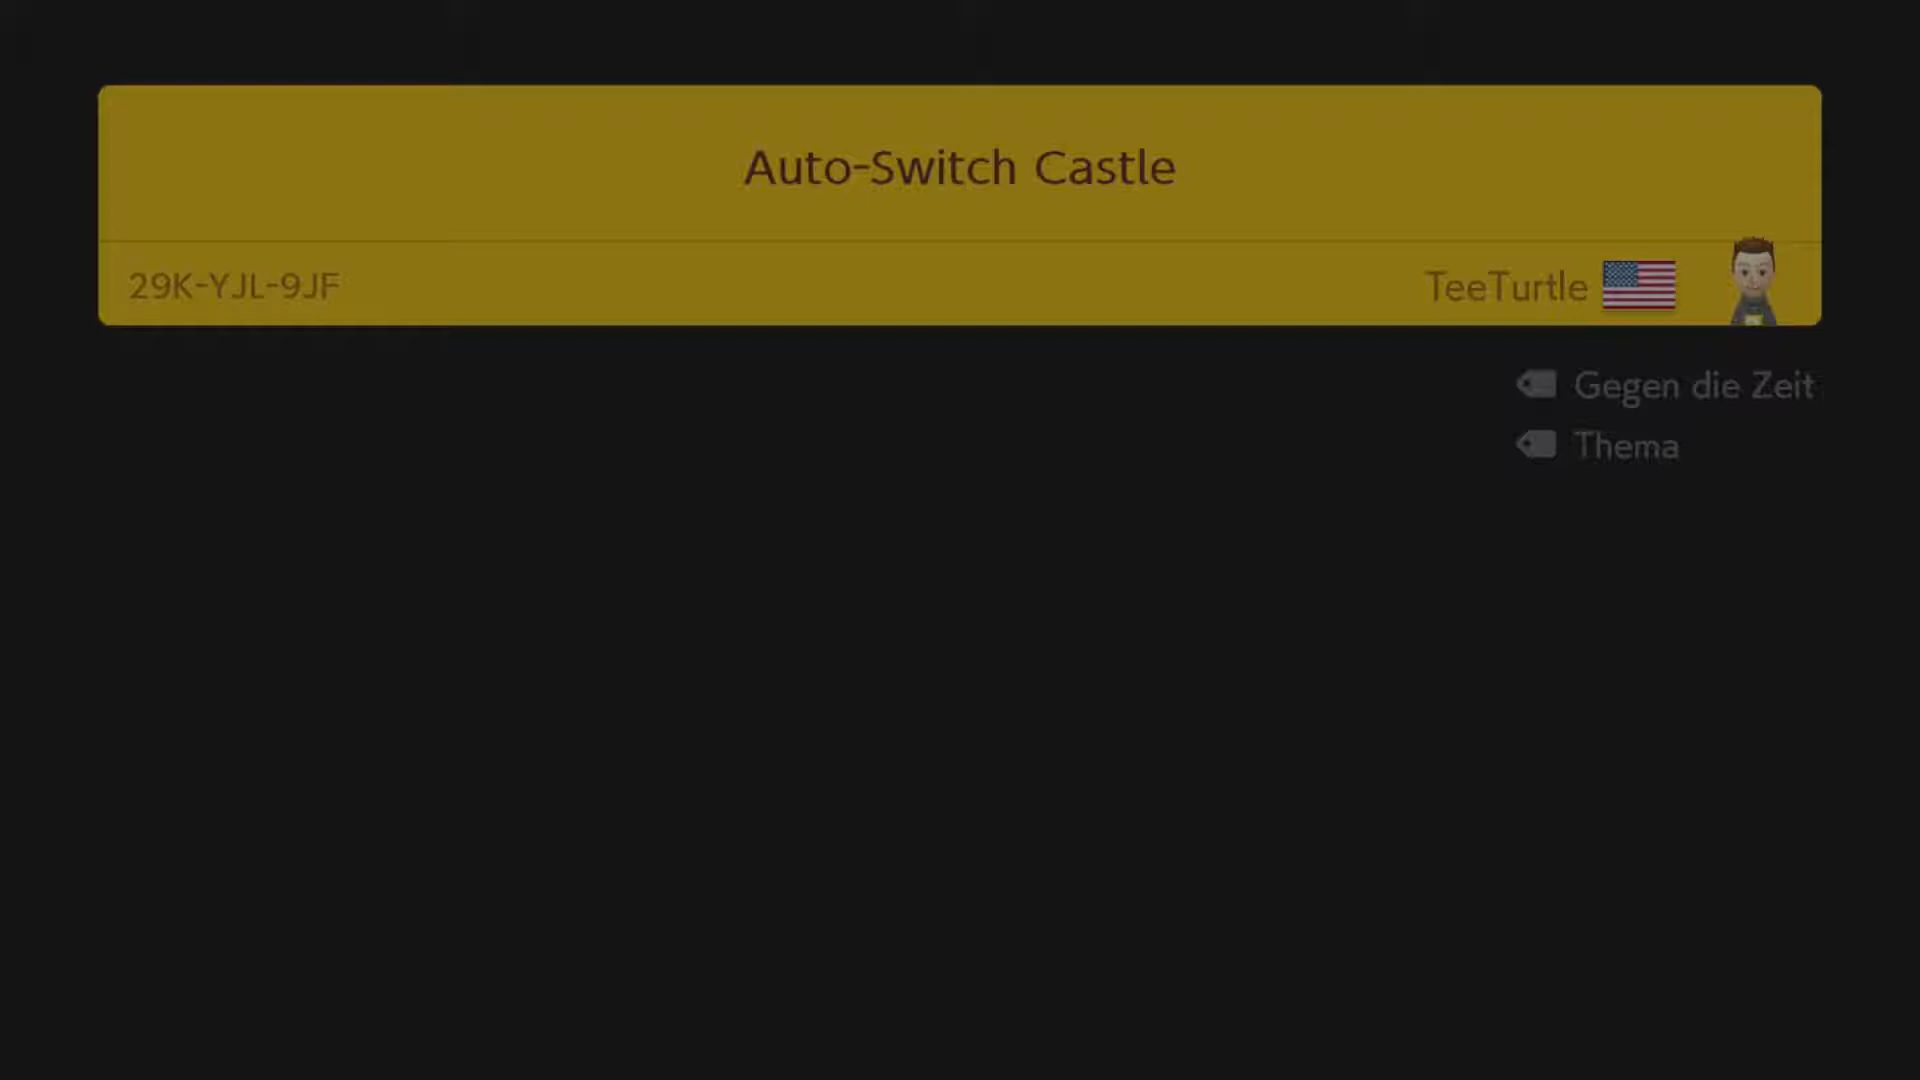 Auto-Switch Castle
29K-YJL-9JF
TeeTurtle
Gegen die Zeit
Thema